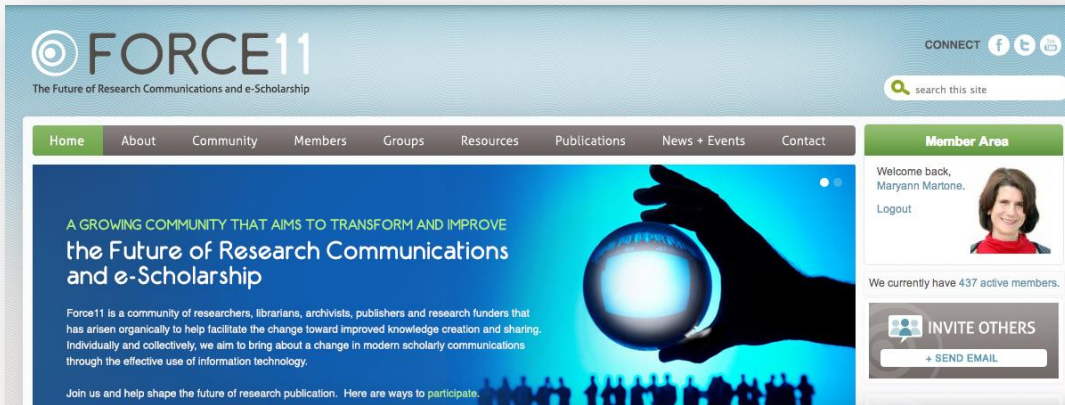 FORCE11
The Future of Research Communications and e-Scholarship
CONNECT
search this site
Home About Community Members Groups Resources Publications News + Events Contact
A GROWING COMMUNITY THAT AIMS TO TRANSFORM AND IMPROVE
the Future of Research Communications
and e-Scholarship
Force11 is a community of researchers, librarians, archivists, publishers and research funders that
has arisen organically to help facilitate the change toward improved knowledge creation and sharing.
Individually and collectively, we aim to bring about a change in modern scholarly communications
through the effective use of information technology.
Join us and help shape the future of research publication. Here are ways to participate.
Member Area
Welcome back,
Maryann Martone.
Logout
We currently have 437 active members.
INVITE OTHERS
+ SEND EMAIL